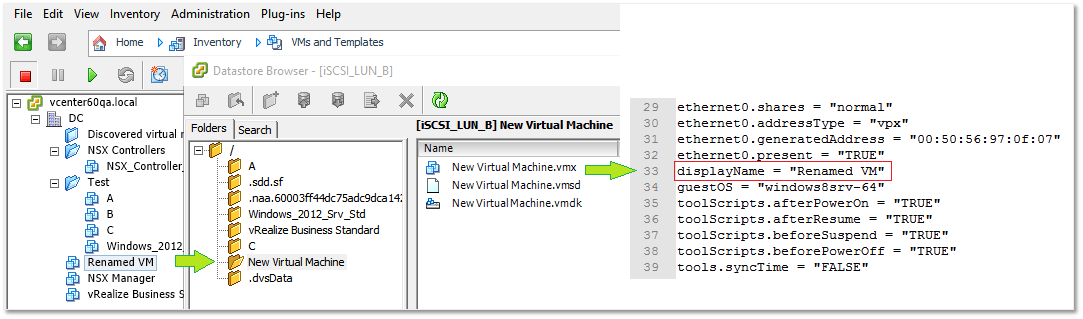 File Edit View Inventory Administration Plug-ins Help
Home Inventory VMs and Templates
Datastore Browser - [iSCSI_LUN_B]
vcenter60qa.local
DC
Discovered virtual r
NSX Controllers
NSX_Controller_
Test
A
B
C
Windows_2012_
Renamed VM
NSX Manager
vRealize Business S
Folders Search
/
A
.sdd.sf
.naa.60003ff44dc75adc9dca142
Windows_2012_Srv_Std
vRealize Business Standard
C
New Virtual Machine
.dvsData
[iSCSI_LUN_B] New Virtual Machine
Name
New Virtual Machine.vmx
New Virtual Machine.vmsd
New Virtual Machine.vmdk
29 ethernet0.shares = "normal"
30 ethernet0.addressType = "vpx"
31 ethernet0.generatedAddress = "00:50:56:97:0f:07"
32 ethernet0.present = "TRUE"
33 displayName = "Renamed VM"
34 guestOS = "windows8srv-64"
35 toolScripts.afterPowerOn = "TRUE"
36 toolScripts.afterResume = "TRUE"
37 toolScripts.beforeSuspend = "TRUE"
38 toolScripts.beforePowerOff = "TRUE"
39 tools.syncTime = "FALSE"